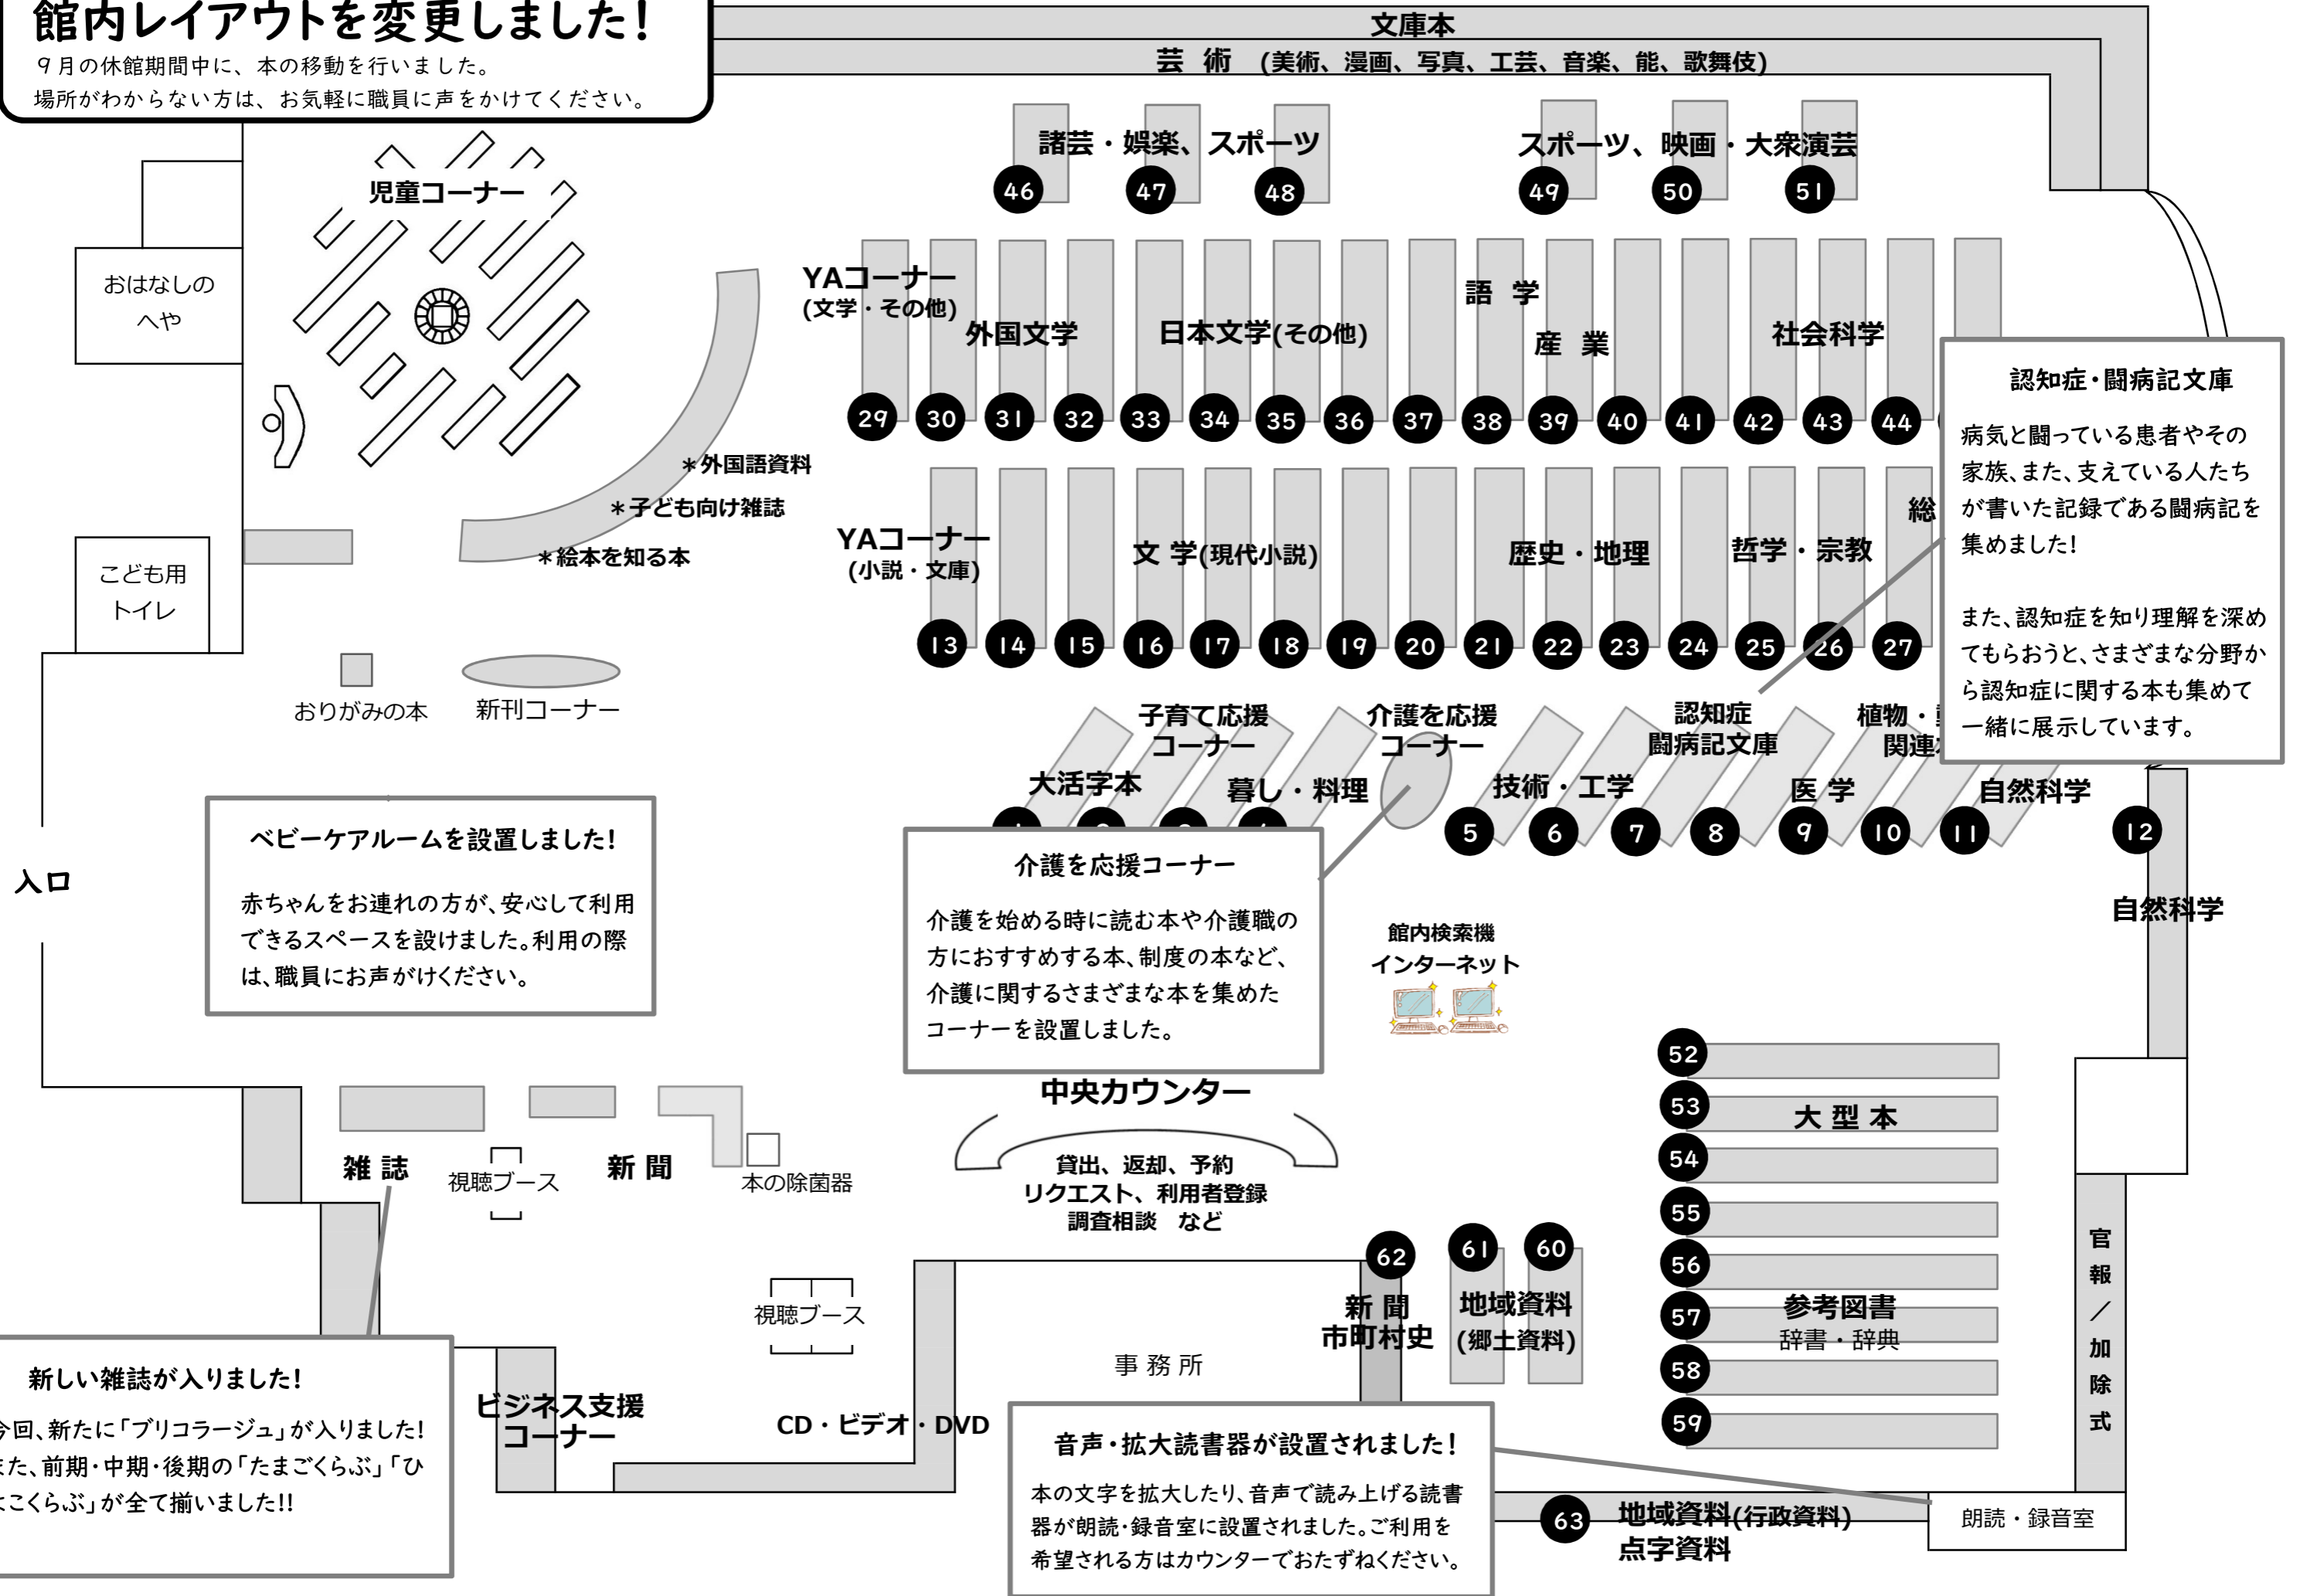 館内レイアウトを変更しました！
９月の休館期間中に、本の移動を行いました。
場所がわからない方は、お気軽に職員に声をかけてください。
文庫本
芸 術 (美術、漫画、写真、工芸、音楽、能、歌舞伎)
諸芸・娯楽、スポーツ
スポーツ、映画・大衆演芸
46 47 48 49 50 51
児童コーナー
おはなしの
へや
YAコーナー
(文学・その他)
外国文学
日本文学(その他)
語 学
産 業
社会科学
29 30 31 32 33 34 35 36 37 38 39 40 41 42 43 44
＊外国語資料
＊子ども向け雑誌
＊絵本を知る本
こども用
トイレ
YAコーナー
(小説・文庫)
文 学(現代小説)
歴史・地理
哲学・宗教
総
13 14 15 16 17 18 19 20 21 22 23 24 25 26 27
認知症・闘病記文庫
病気と闘っている患者やその
家族、また、支えている人たち
が書いた記録である闘病記を
集めました！
また、認知症を知り理解を深め
てもらおうと、さまざまな分野か
ら認知症に関する本も集めて
一緒に展示しています。
おりがみの本
新刊コーナー
子育て応援
コーナー
介護を応援
コーナー
認知症
闘病記文庫
植物・
関連
大活字本
暮し・料理
技術・工学
医 学
自然科学
5 6 7 8 9 10 11 12
自然科学
入口
ベビーケアルームを設置しました！
赤ちゃんをお連れの方が、安心して利用
できるスペースを設けました。利用の際
は、職員にお声がけください。
介護を応援コーナー
介護を始める時に読む本や介護職の
方におすすめする本、制度の本など、
介護に関するさまざまな本を集めた
コーナーを設置しました。
館内検索機
インターネット
中央カウンター
貸出、返却、予約
リクエスト、利用者登録
調査相談 など
雑 誌
視聴ブース
新 聞
本の除菌器
視聴ブース
52
53
大 型 本
54
55
56
57
参考図書
辞書・辞典
58
59
官報／加除式
62 61 60
新 聞
市町村史
地域資料
(郷土資料)
事 務 所
ビジネス支援
コーナー
CD・ビデオ・DVD
新しい雑誌が入りました！
今回、新たに「ブリコラージュ」が入りました！
また、前期・中期・後期の「たまごくらぶ」「ひ
よこくらぶ」が全て揃いました!!
音声・拡大読書器が設置されました！
本の文字を拡大したり、音声で読み上げる読書
器が朗読・録音室に設置されました。ご利用を
希望される方はカウンターでおたずねください。
63
地域資料(行政資料)
点字資料
朗読・録音室